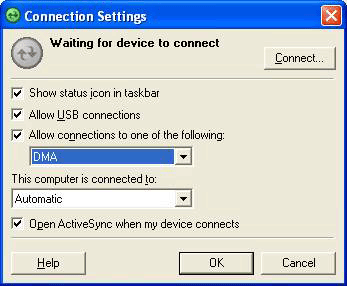 Connection Settings
Waiting for device to connect
Connect...
Show status icon in taskbar
Allow USB connections
Allow connections to one of the following:
DMA
This computer is connected to:
Automatic
Open ActiveSync when my device connects
Help
OK
Cancel